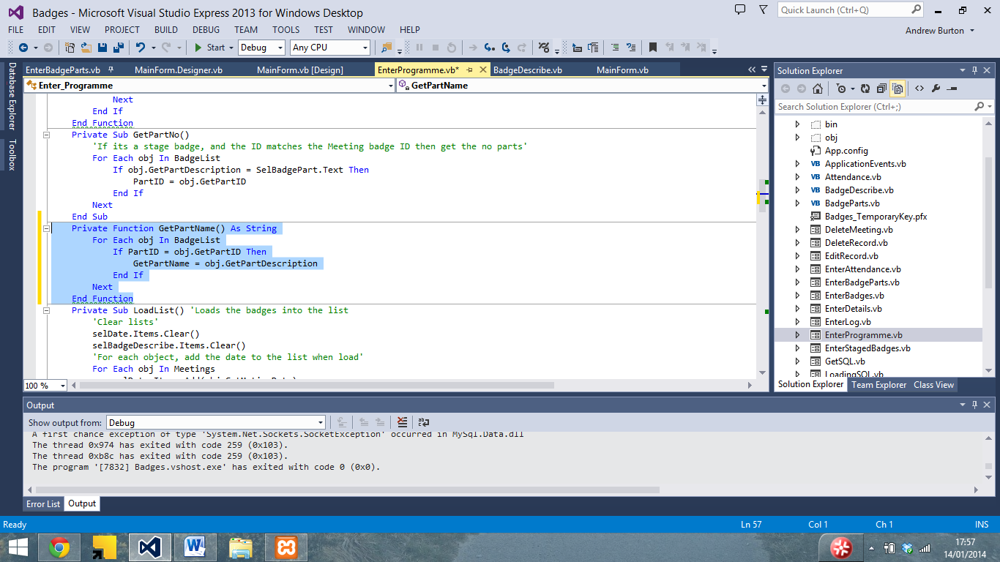 Badges - Microsoft Visual Studio Express 2013 for Windows Desktop
Quick Launch (Ctrl+Q)
FILE EDIT VIEW PROJECT BUILD DEBUG TEAM TOOLS TEST WINDOW HELP
Andrew Burton
Start Debug Any CPU
Database Explorer
Toolbox
EnterBadgeParts.vb MainForm.Designer.vb MainForm.vb [Design] EnterProgramme.vb* BadgeDescribe.vb MainForm.vb
Enter_Programme GetPartName
Next
End If
End Function
Private Sub GetPartNo()
'If its a stage badge, and the ID matches the Meeting badge ID then get the no parts'
For Each obj In BadgeList
If obj.GetPartDescription = SelBadgePart.Text Then
PartID = obj.GetPartID
End If
Next
End Sub
Private Function GetPartName() As String
For Each obj In BadgeList
If PartID = obj.GetPartID Then
GetPartName = obj.GetPartDescription
End If
Next
End Function
Private Sub LoadList() 'Loads the badges into the list
'Clear lists'
selDate.Items.Clear()
selBadgeDescribe.Items.Clear()
'For each object, add the date to the list when load'
For Each obj In Meetings
100 %
Solution Explorer
Search Solution Explorer (Ctrl+;)
bin
obj
App.config
VB ApplicationEvents.vb
VB Attendance.vb
VB BadgeDescribe.vb
VB BadgeParts.vb
Badges_TemporaryKey.pfx
DeleteMeeting.vb
DeleteRecord.vb
EditRecord.vb
EnterAttendance.vb
EnterBadgeParts.vb
EnterBadges.vb
EnterDetails.vb
EnterLog.vb
EnterProgramme.vb
EnterStagedBadges.vb
GetSQL.vb
LoadingSQL.vb
Solution Explorer Team Explorer Class View
Output
Show output from: Debug
A first chance exception of type 'System.Net.Sockets.SocketException' occurred in MySql.Data.dll
The thread 0x974 has exited with code 259 (0x103).
The thread 0xb8c has exited with code 259 (0x103).
The program '[7832] Badges.vshost.exe' has exited with code 0 (0x0).
Error List Output
Ready Ln 57 Col 1 Ch 1 INS
17:57
14/01/2014